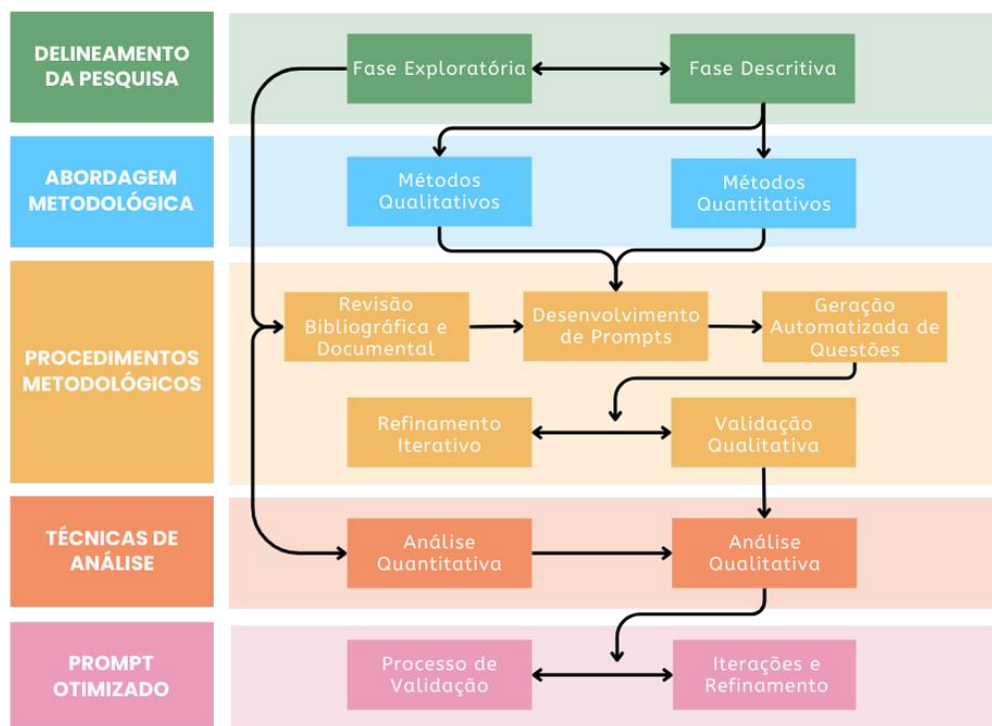 DELINEAMENTO
DA PESQUISA
Fase Exploratória
Fase Descritiva
ABORDAGEM
METODOLÓGICA
Métodos
Qualitativos
Métodos
Quantitativos
PROCEDIMENTOS
METODOLÓGICOS
Revisão
Bibliográfica e
Documental
Desenvolvimento
de Prompts
Geração
Automatizada de
Questões
Refinamento
Iterativo
Validação
Qualitativa
TÉCNICAS DE
ANÁLISE
Análise
Quantitativa
Análise
Qualitativa
PROMPT
OTIMIZADO
Processo de
Validação
Iterações e
Refinamento